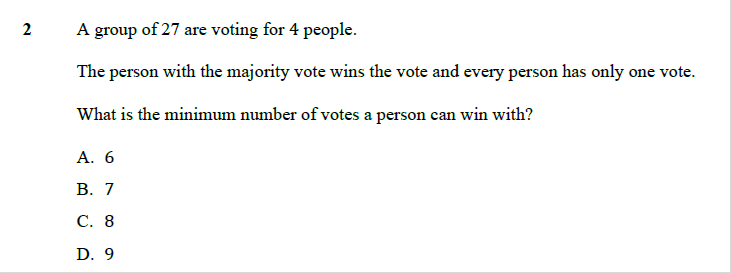 2 A group of 27 are voting for 4 people.
The person with the majority vote wins the vote and every person has only one vote.
What is the minimum number of votes a person can win with?
A. 6
B. 7
C. 8
D. 9